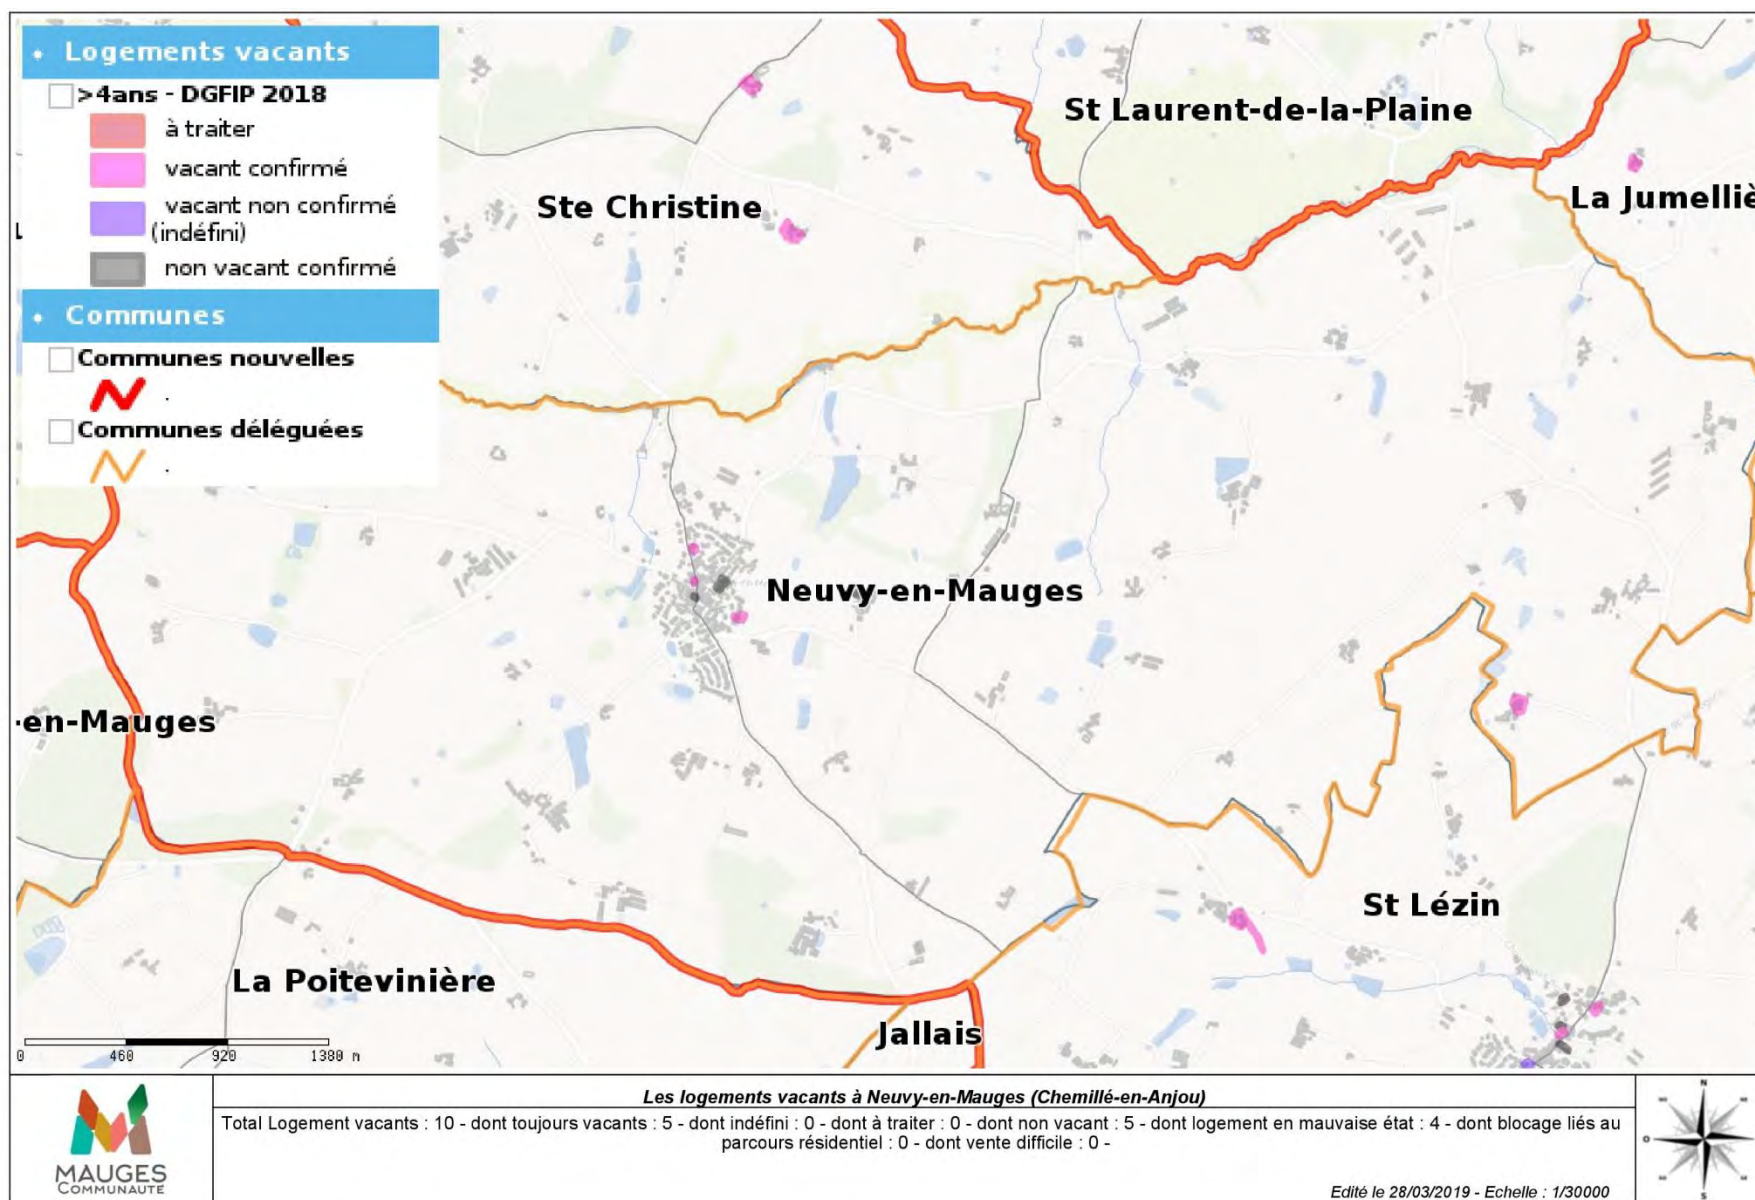 Logements vacants
>4ans - DGFIP 2018
à traiter
vacant confirmé
vacant non confirmé
(indéfini)
non vacant confirmé
Communes
Communes nouvelles
.
Communes déléguées
.
St Laurent-de-la-Plaine
Ste Christine
La Jumelliè
Neuvy-en-Mauges
-en-Mauges
St Lézin
La Poitevinière
Jallais
0 460 920 1380 m
MAUGES
COMMUNAUTÉ
Les logements vacants à Neuvy-en-Mauges (Chemillé-en-Anjou)
Total Logement vacants : 10 - dont toujours vacants : 5 - dont indéfini : 0 - dont à traiter : 0 - dont non vacant : 5 - dont logement en mauvaise état : 4 - dont blocage liés au
parcours résidentiel : 0 - dont vente difficile : 0 -
Edité le 28/03/2019 - Echelle : 1/30000
N
O
E
S